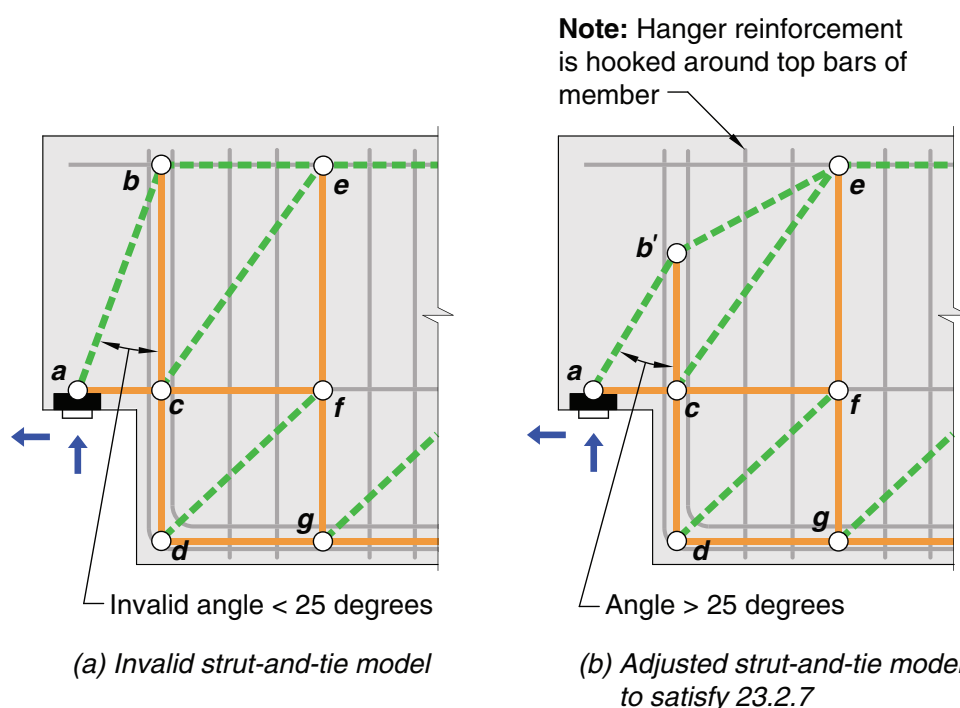 Note: Hanger reinforcement
is hooked around top bars of
member
b
e
a
c
f
d
g
Invalid angle < 25 degrees
(a) Invalid strut-and-tie model
e
b'
a
c
f
d
g
Angle > 25 degrees
(b) Adjusted strut-and-tie model
to satisfy 23.2.7